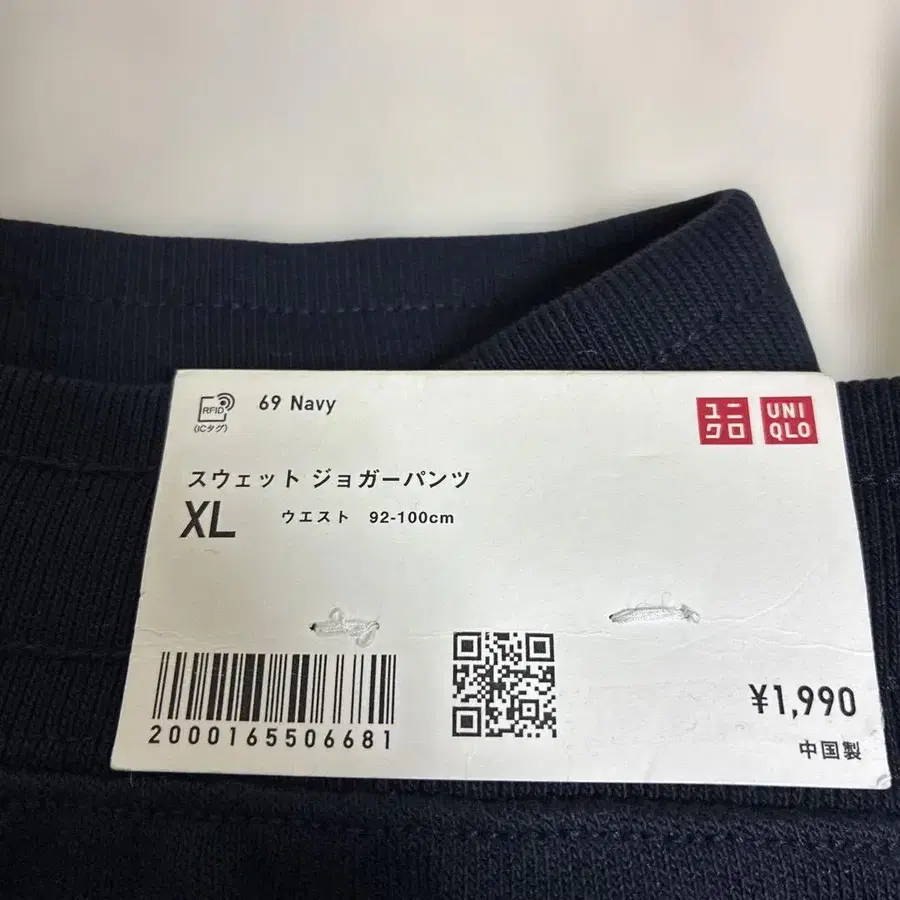 RFID
(ICタグ)
69 Navy
ユニ
クロ
UNI
QLO
スウェット ジョガーパンツ
XL ウエスト 92-100cm
2000165506681
¥1,990
中国製